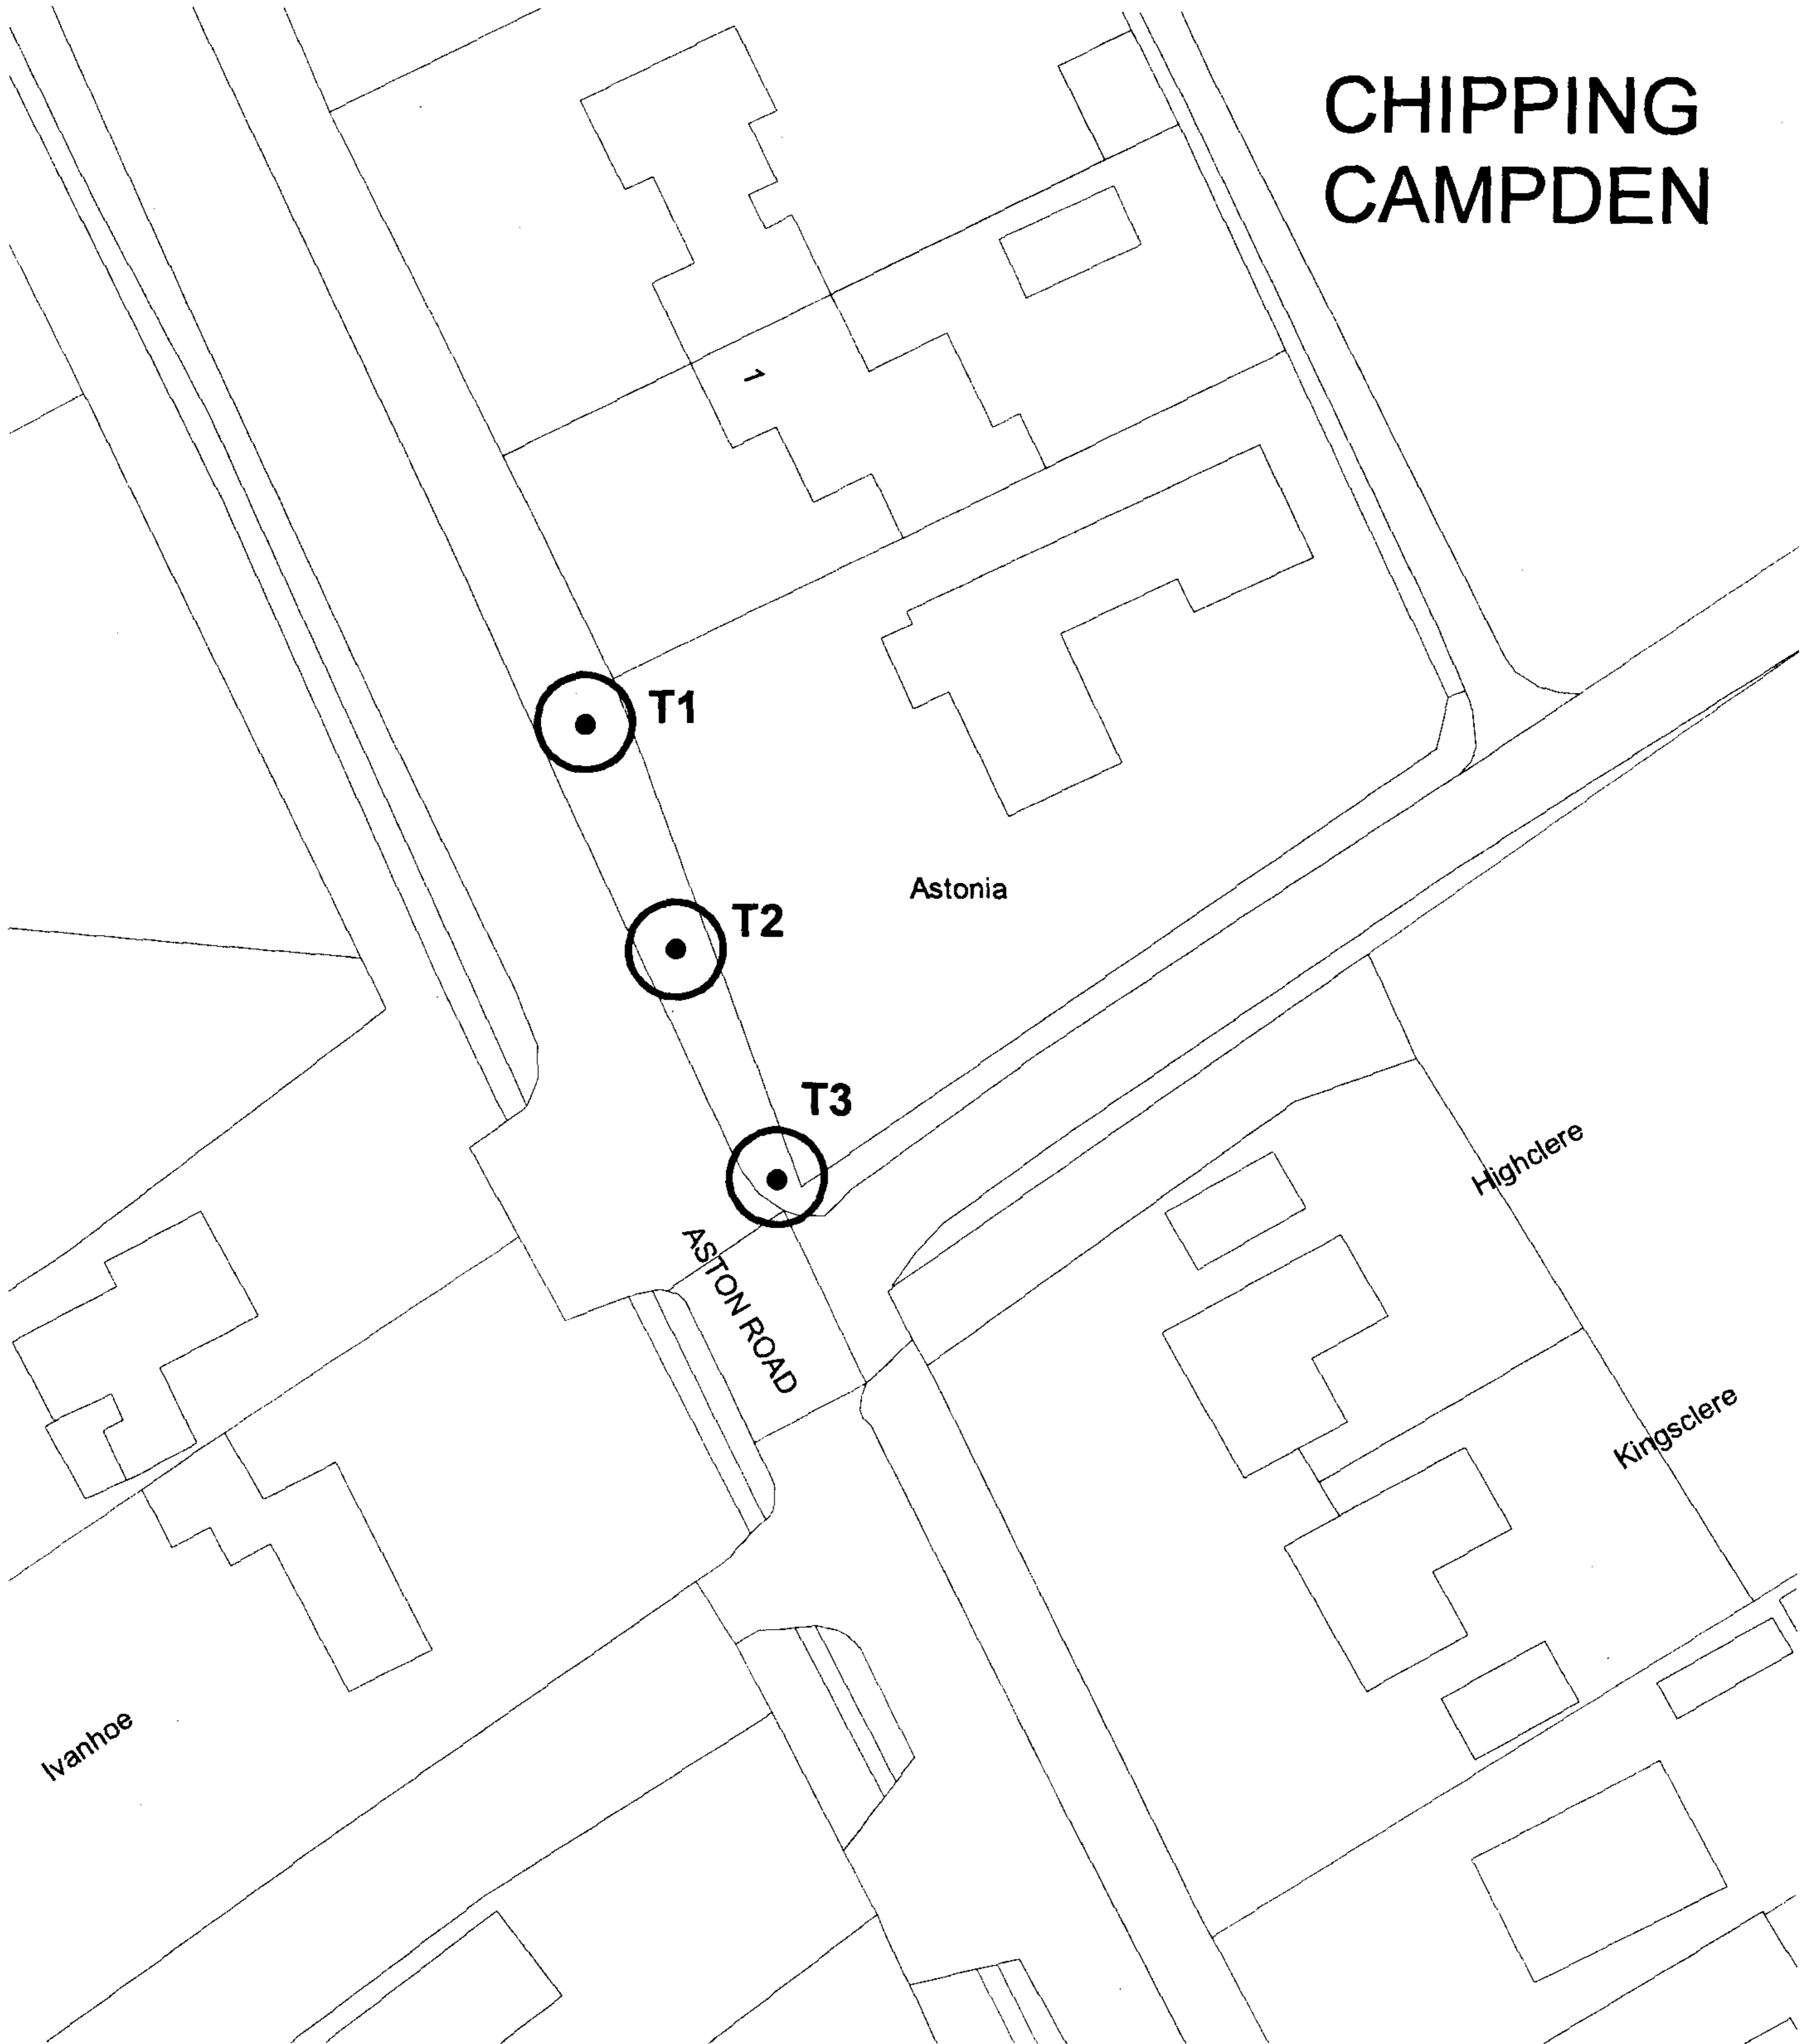 CHIPPING
CAMPDEN
1
T1
T2
Astonia
T3
Highclere
ASTON ROAD
Kingsclere
Ivanhoe